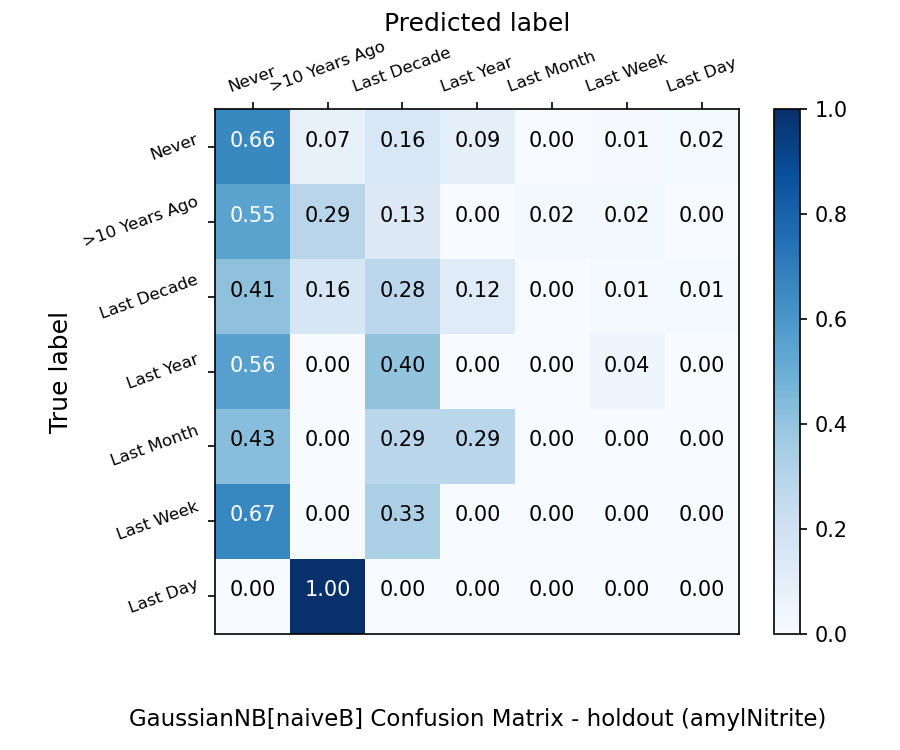 Predicted label
Never >10 Years Ago Last Decade Last Year Last Month Last Week Last Day
1.0
Never 0.66 0.07 0.16 0.09 0.00 0.01 0.02
0.8
>10 Years Ago 0.55 0.29 0.13 0.00 0.02 0.02 0.00
Last Decade 0.41 0.16 0.28 0.12 0.00 0.01 0.01
0.6
True label
Last Year 0.56 0.00 0.40 0.00 0.00 0.04 0.00
0.4
Last Month 0.43 0.00 0.29 0.29 0.00 0.00 0.00
Last Week 0.67 0.00 0.33 0.00 0.00 0.00 0.00
0.2
Last Day 0.00 1.00 0.00 0.00 0.00 0.00 0.00
0.0
GaussianNB[naiveB] Confusion Matrix - holdout (amylNitrite)